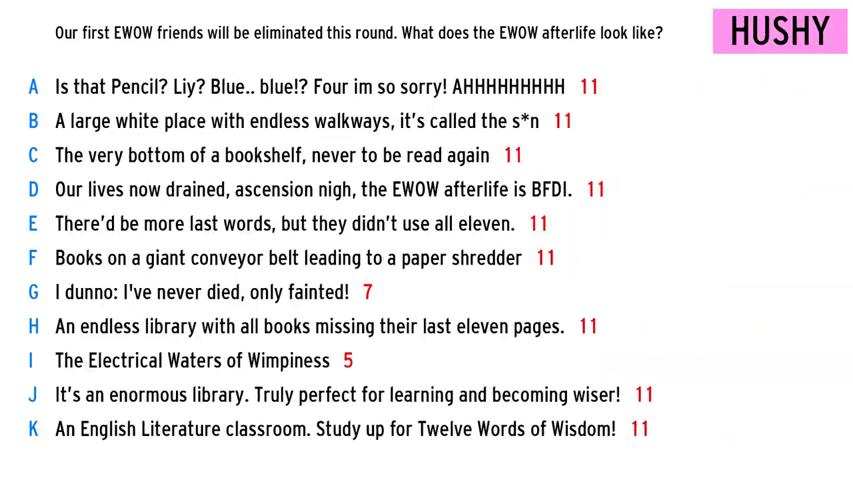 Our first EWOW friends will be eliminated this round. What does the EWOW afterlife look like?
HUSHY
A Is that Pencil? Liy? Blue.. blue!? Four im so sorry! AHHHHHHHHH 11
B A large white place with endless walkways, it's called the s*n 11
C The very bottom of a bookshelf, never to be read again 11
D Our lives now drained, ascension nigh, the EWOW afterlife is BFDI. 11
E There'd be more last words, but they didn't use all eleven. 11
F Books on a giant conveyor belt leading to a paper shredder 11
G I dunno: I've never died, only fainted! 7
H An endless library with all books missing their last eleven pages. 11
I The Electrical Waters of Wimpiness 5
J It's an enormous library. Truly perfect for learning and becoming wiser! 11
K An English Literature classroom. Study up for Twelve Words of Wisdom! 11